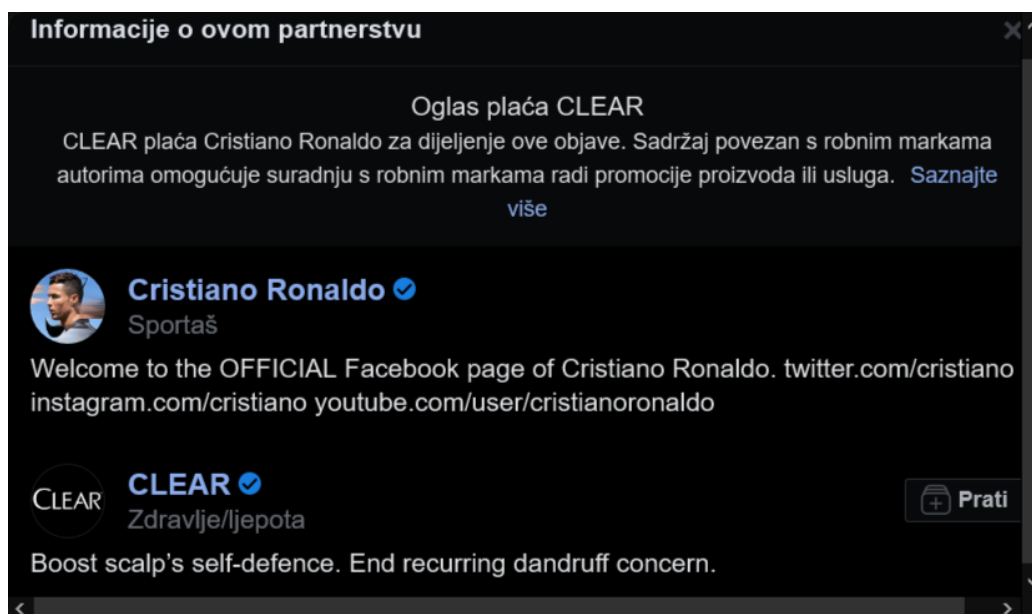 Informacije o ovom partnerstvu
Oglas plaća CLEAR
CLEAR plaća Cristiano Ronaldo za dijeljenje ove objave. Sadržaj povezan s robnim markama
autorima omogućuje suradnju s robnim markama radi promocije proizvoda ili usluga. Saznajte
više
Cristiano Ronaldo
Sportaš
Welcome to the OFFICIAL Facebook page of Cristiano Ronaldo. twitter.com/cristiano
instagram.com/cristiano youtube.com/user/cristianoronaldo
CLEAR
CLEAR
Zdravlje/ljepota
Prati
Boost scalp’s self-defence. End recurring dandruff concern.